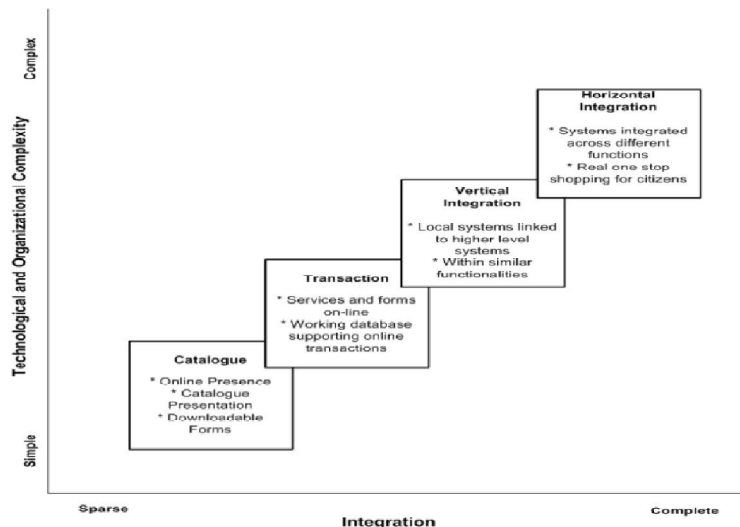 Technological and Organizational Complexity
Complex
Simple
Horizontal
Integration
* Systems integrated
across different
functions
* Real one stop
shopping for citizens
Vertical
Integration
* Local systems linked
to higher level
systems
* Within similar
functionalities
Transaction
* Services and forms
on-line
* Working database
supporting online
transactions
Catalogue
* Online Presence
* Catalogue
Presentation
* Downloadable
Forms
Sparse
Complete
Integration